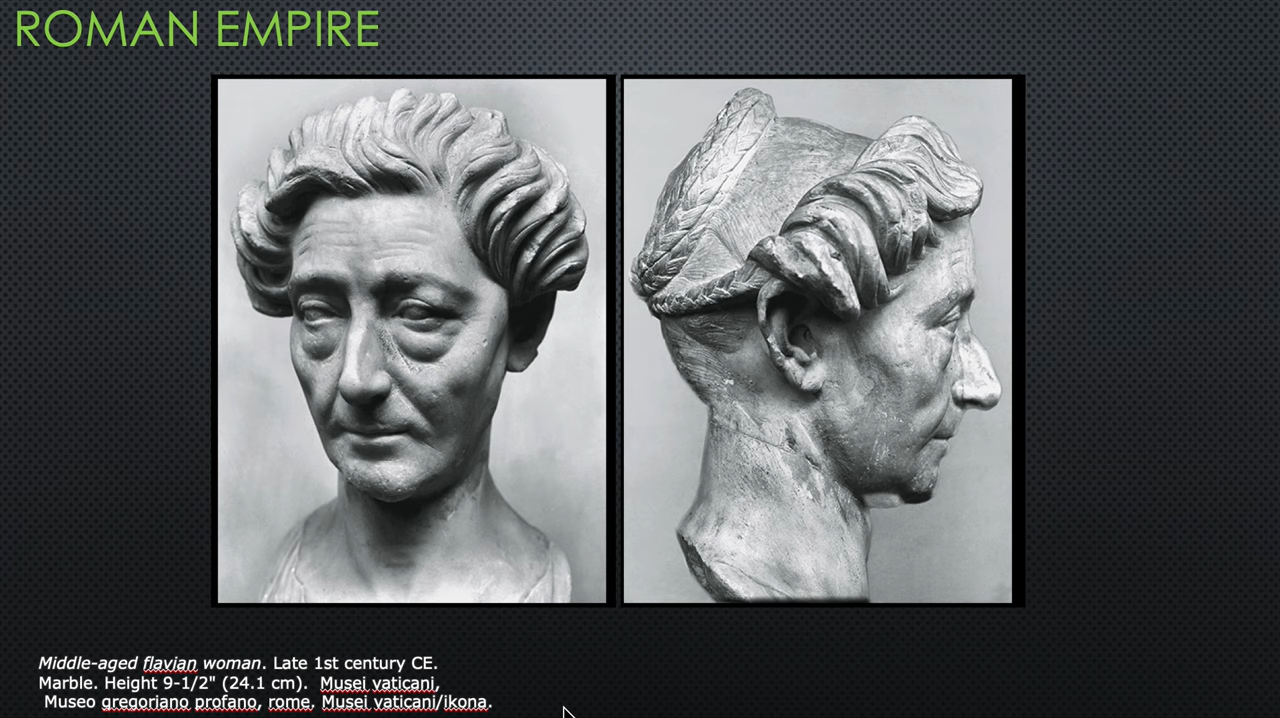 ROMAN EMPIRE
Middle-aged flavian woman. Late 1st century CE.
Marble. Height 9-1/2" (24.1 cm). Musei vaticani,
Museo gregoriano profano, rome. Musei vaticani/ikona.